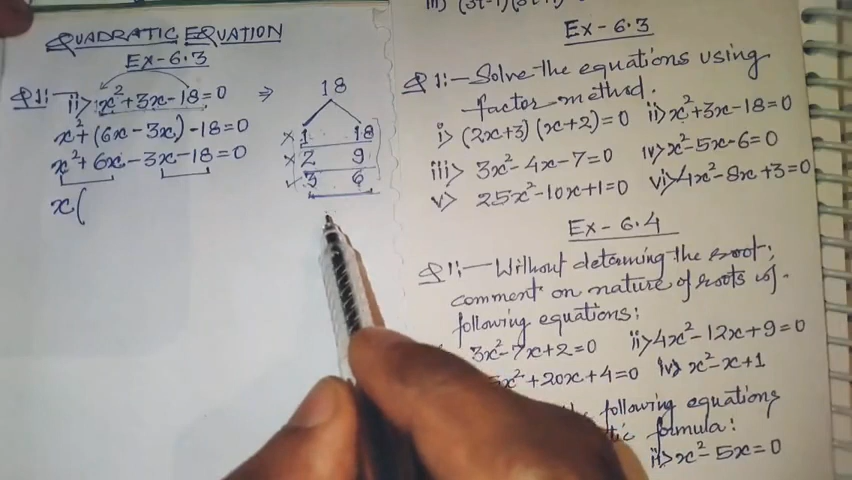 QUADRATIC EQUATION
EX-6.3
Q1:- ii> x²+3x-18=0 ⇒
x²+(6x-3x)-18=0
x²+6x-3x-18=0
x(
18
× 1 18
× 2 9
✓ 3 6
Ex-6.3
Q1:- Solve the equations using
factor method.
i> (2x+3)(x+2)=0 ii> x²+3x-18=0
iii> 3x²-4x-7=0 iv> x²-5x-6=0
v> 25x²-10x+1=0 vi> 4x²-8x+3=0
Ex-6.4
Q1:- Without detarming the root,
comment on nature of roots of
following equations:
3x²-7x+2=0 ii> 4x²-12x+9=0
x²+20x+4=0 iv> x²-x+1
following equations
formula:
ii> x²-5x=0